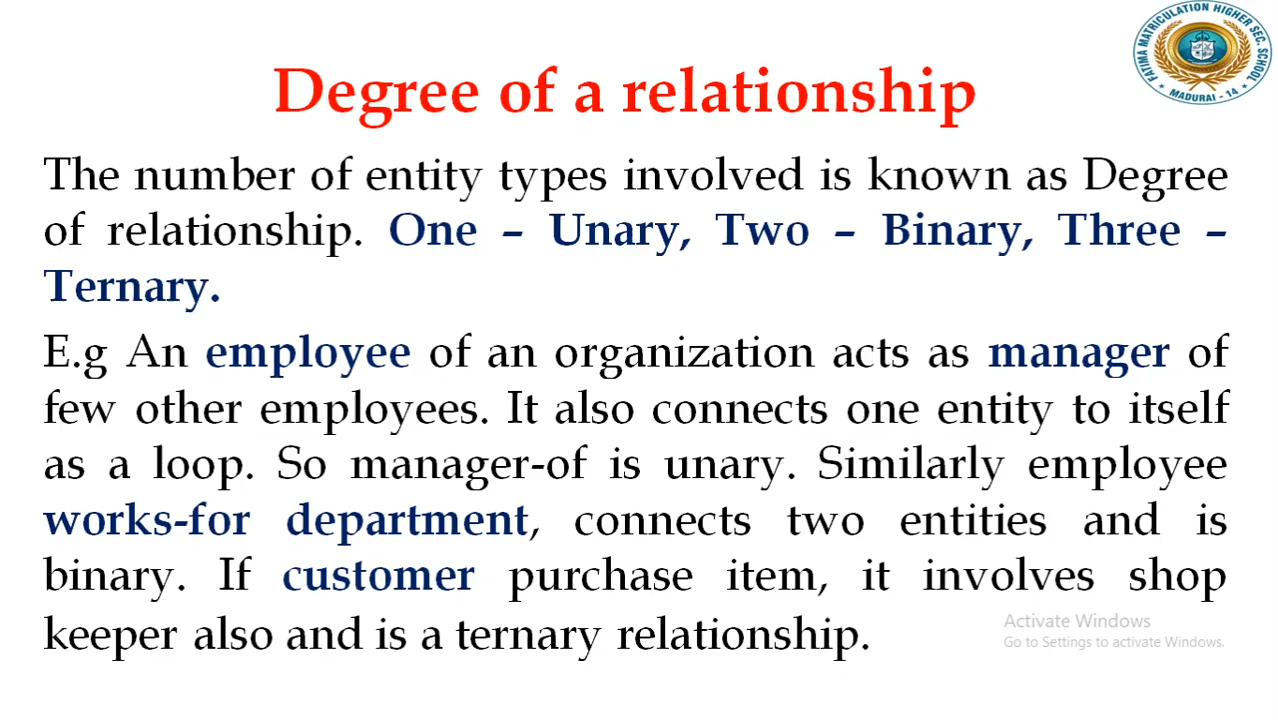 FATIMA MATRICULATION HIGHER SEC. SCHOOL
MADURAI - 14
Degree of a relationship
The number of entity types involved is known as Degree
of relationship. One – Unary, Two – Binary, Three –
Ternary.
E.g An employee of an organization acts as manager of
few other employees. It also connects one entity to itself
as a loop. So manager-of is unary. Similarly employee
works-for department, connects two entities and is
binary. If customer purchase item, it involves shop
keeper also and is a ternary relationship.
Activate Windows
Go to Settings to activate Windows.